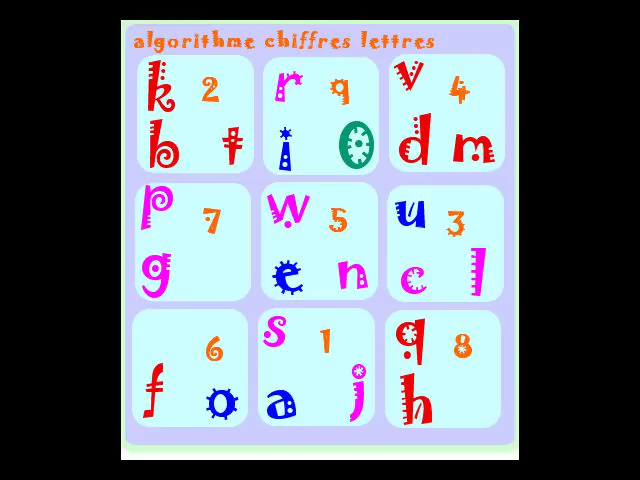 algorithme chiffres lettres
k 2 r 9 v 4
b t i 0 d m
p 7 w 5 u 3
g e n c l
6 s 1 q 8
f o a j h